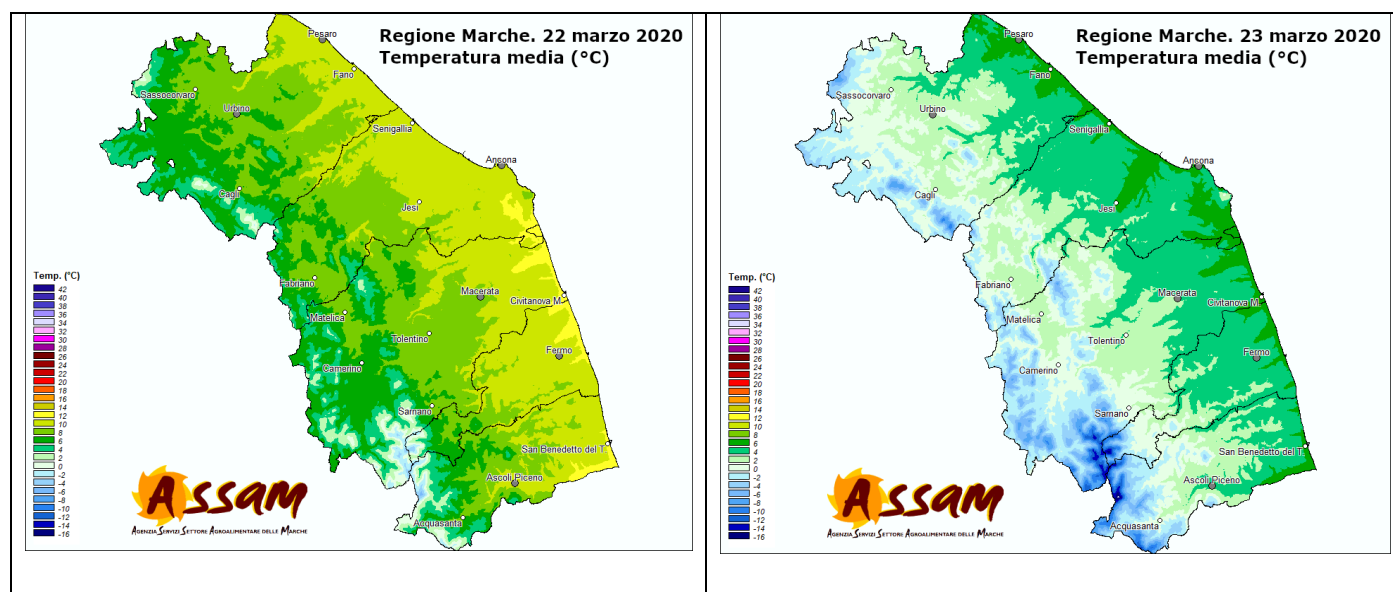 Regione Marche. 22 marzo 2020
Temperatura media (°C)
Pesaro
Fano
Sassocorvaro
Urbino
Senigallia
Ancona
Cagli
Jesi
Fabriano
Macerata
Civitanova M.
Matelica
Tolentino
Fermo
Camerino
Sarnano
San Benedetto del T.
Ascoli Piceno
Acquasanta
Temp. (°C)
42
40
38
36
34
32
30
28
26
24
22
20
18
16
14
12
10
8
6
4
2
0
-2
-4
-6
-8
-10
-12
-14
-16
ASSAM
AGENZIA SERVIZI SETTORE AGROALIMENTARE DELLE MARCHE
Regione Marche. 23 marzo 2020
Temperatura media (°C)
Pesaro
Fano
Sassocorvaro
Urbino
Senigallia
Ancona
Cagli
Jesi
Fabriano
Macerata
Civitanova M.
Matelica
Tolentino
Fermo
Camerino
Sarnano
San Benedetto del T.
Ascoli Piceno
Acquasanta
Temp. (°C)
42
40
38
36
34
32
30
28
26
24
22
20
18
16
14
12
10
8
6
4
2
0
-2
-4
-6
-8
-10
-12
-14
-16
ASSAM
AGENZIA SERVIZI SETTORE AGROALIMENTARE DELLE MARCHE